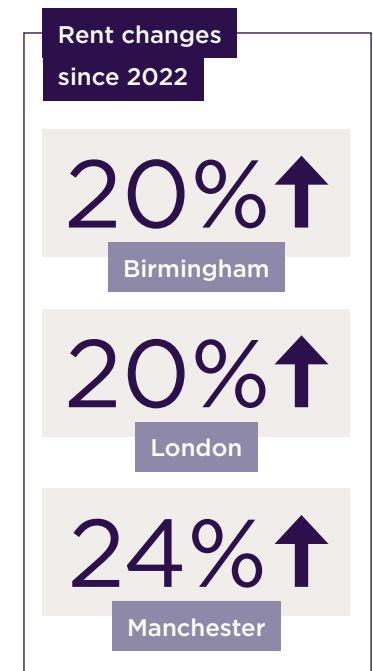 Rent changes
since 2022
20%↑
Birmingham
20%↑
London
24%↑
Manchester